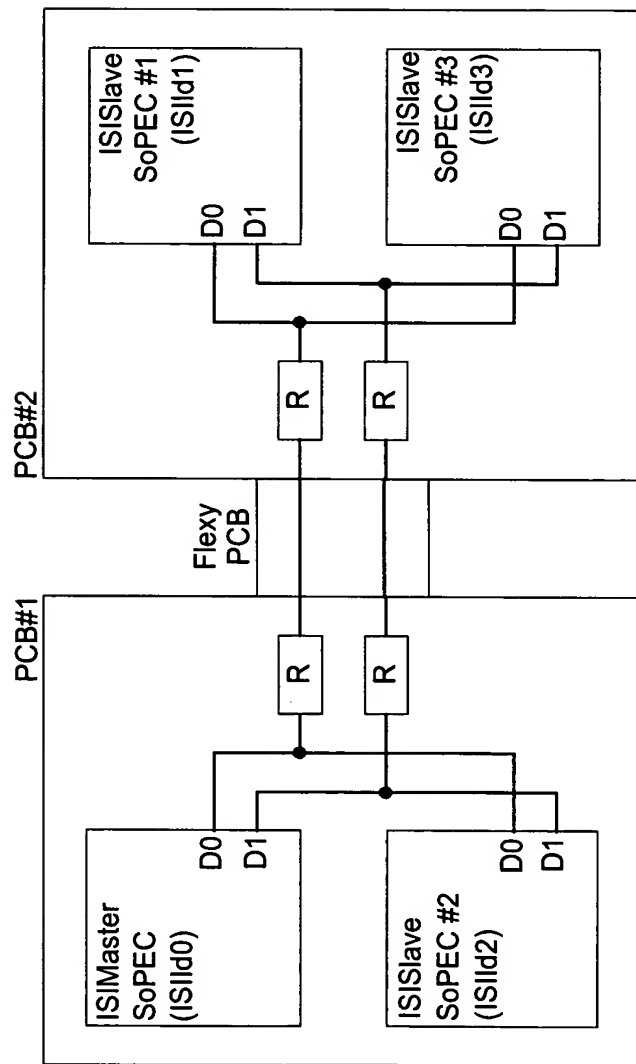 PCB#1
ISIMaster
SoPEC
(ISIId0)
D0
D1
ISISlave
SoPEC #2
(ISIId2)
D0
D1
R
R
Flexy
PCB
PCB#2
R
R
ISISlave
SoPEC #1
(ISIId1)
D0
D1
ISISlave
SoPEC #3
(ISIId3)
D0
D1